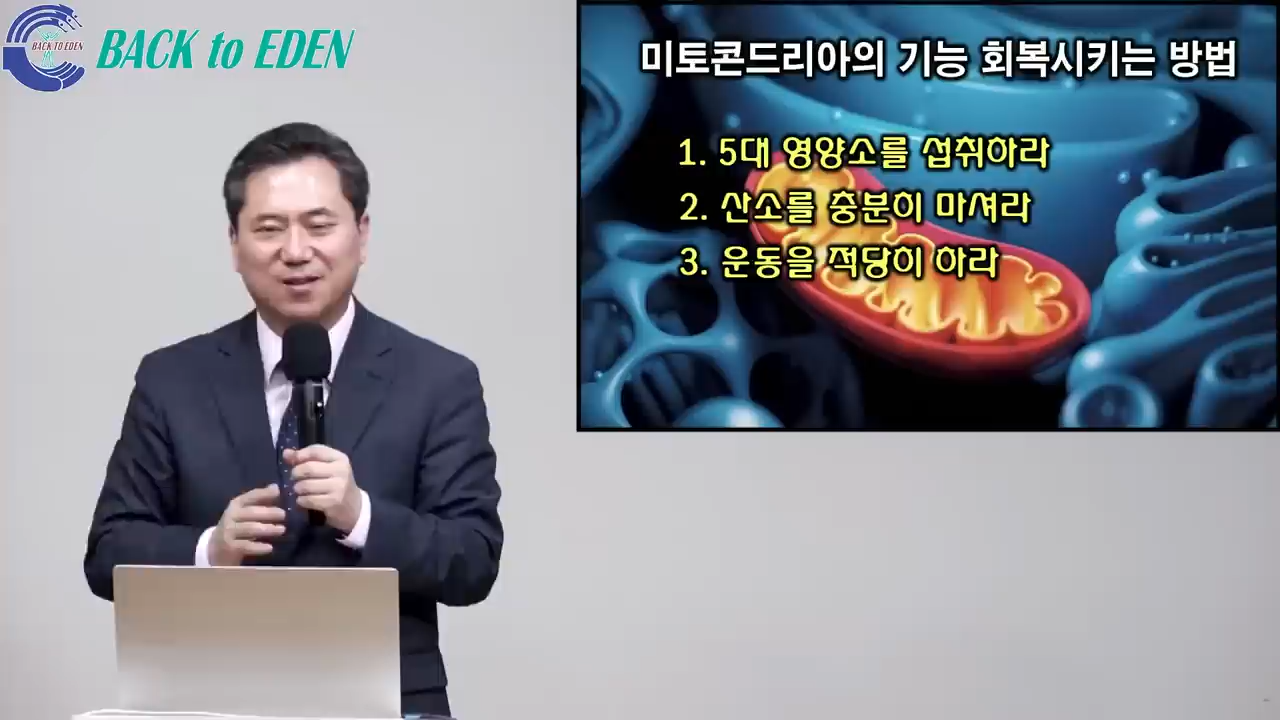 BACK TO EDEN
BACK to EDEN
미토콘드리아의 기능 회복시키는 방법
1. 5대 영양소를 섭취하라
2. 산소를 충분히 마셔라
3. 운동을 적당히 하라